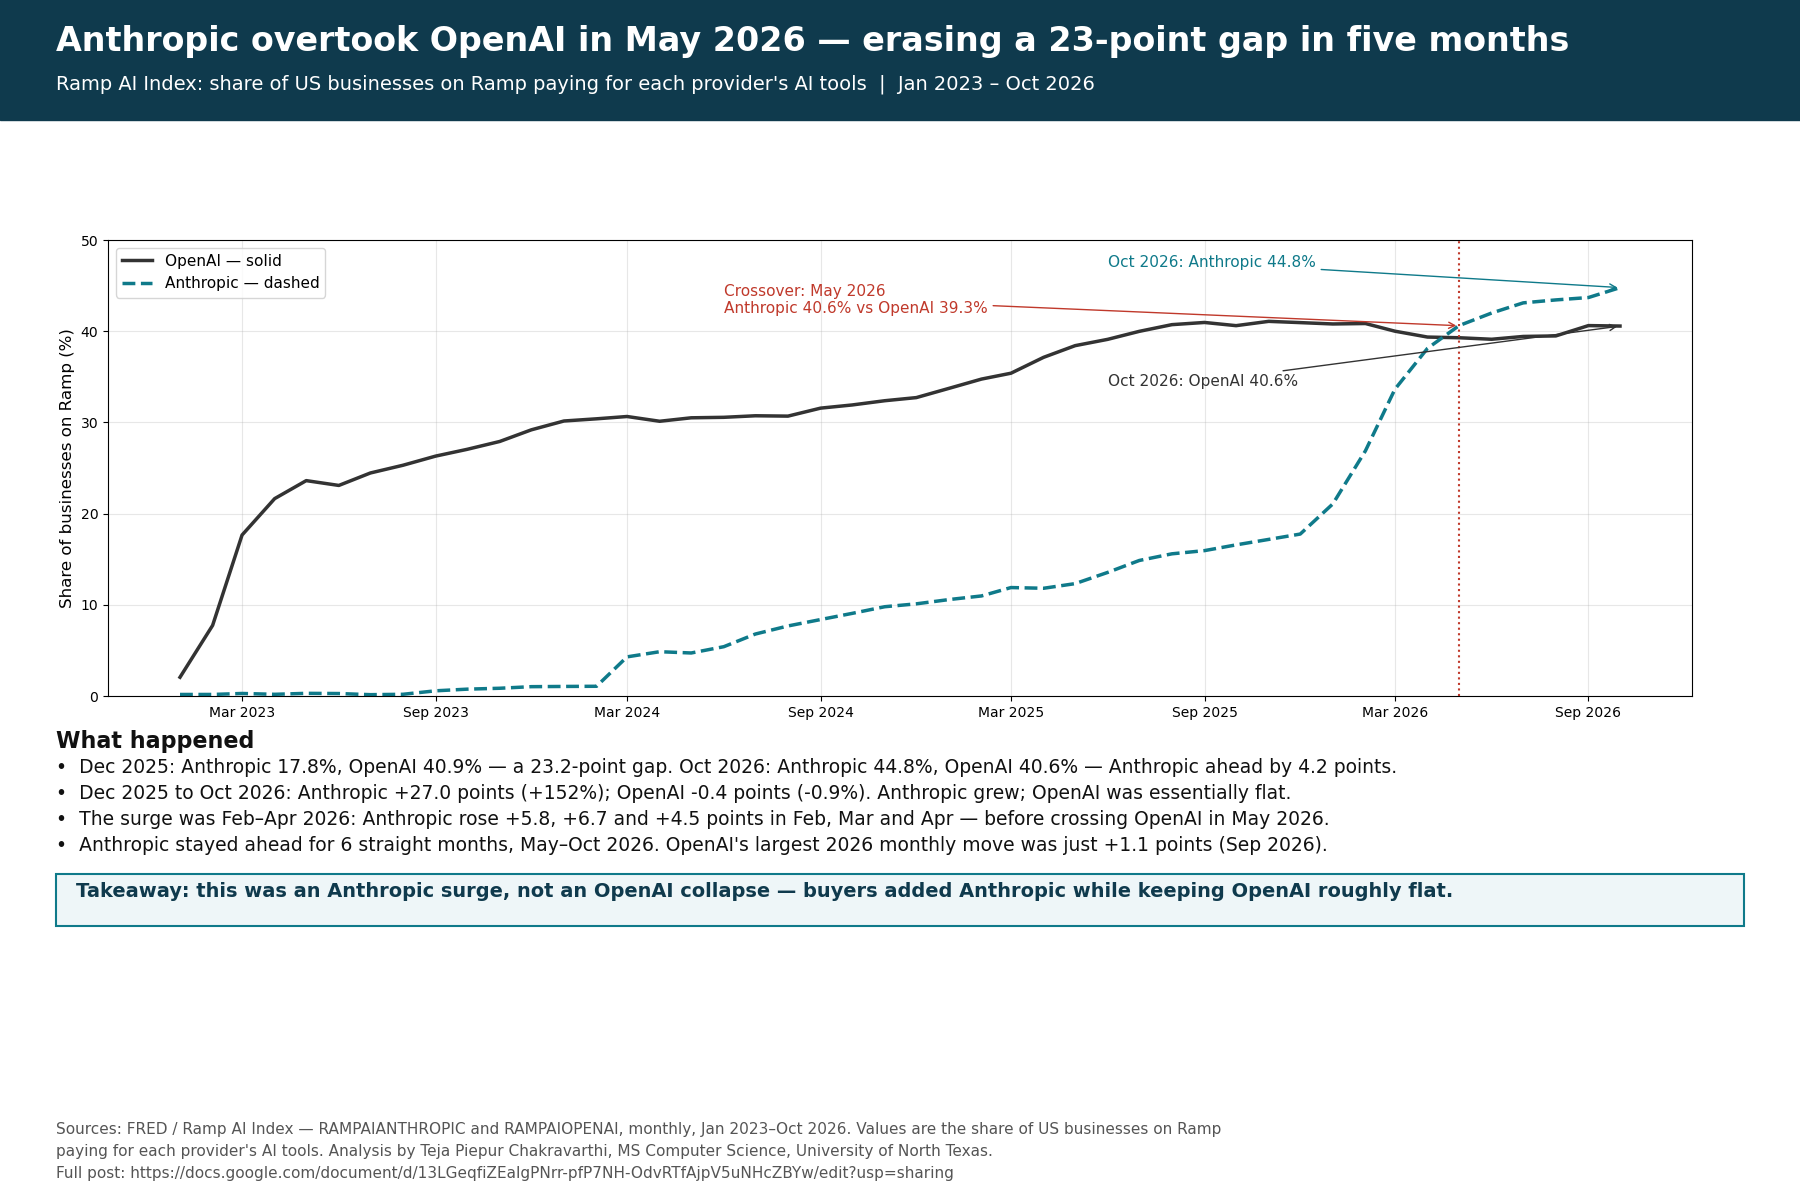 Anthropic overtook OpenAI in May 2026 — erasing a 23-point gap in five months
Ramp AI Index: share of US businesses on Ramp paying for each provider's AI tools | Jan 2023 – Oct 2026
50
40
30
20
10
0
Share of businesses on Ramp (%)
OpenAI — solid
Anthropic — dashed
Oct 2026: Anthropic 44.8%
Crossover: May 2026
Anthropic 40.6% vs OpenAI 39.3%
Oct 2026: OpenAI 40.6%
Mar 2023
Sep 2023
Mar 2024
Sep 2024
Mar 2025
Sep 2025
Mar 2026
Sep 2026
What happened
• Dec 2025: Anthropic 17.8%, OpenAI 40.9% — a 23.2-point gap. Oct 2026: Anthropic 44.8%, OpenAI 40.6% — Anthropic ahead by 4.2 points.
• Dec 2025 to Oct 2026: Anthropic +27.0 points (+152%); OpenAI -0.4 points (-0.9%). Anthropic grew; OpenAI was essentially flat.
• The surge was Feb–Apr 2026: Anthropic rose +5.8, +6.7 and +4.5 points in Feb, Mar and Apr — before crossing OpenAI in May 2026.
• Anthropic stayed ahead for 6 straight months, May–Oct 2026. OpenAI's largest 2026 monthly move was just +1.1 points (Sep 2026).
Takeaway: this was an Anthropic surge, not an OpenAI collapse — buyers added Anthropic while keeping OpenAI roughly flat.
Sources: FRED / Ramp AI Index — RAMPAIANTHROPIC and RAMPAIOPENAI, monthly, Jan 2023–Oct 2026. Values are the share of US businesses on Ramp
paying for each provider's AI tools. Analysis by Teja Piepur Chakravarthi, MS Computer Science, University of North Texas.
Full post: https://docs.google.com/document/d/13LGeqfiZEalgPNrr-pfP7NH-OdvRTfAjpV5uNHcZBYw/edit?usp=sharing